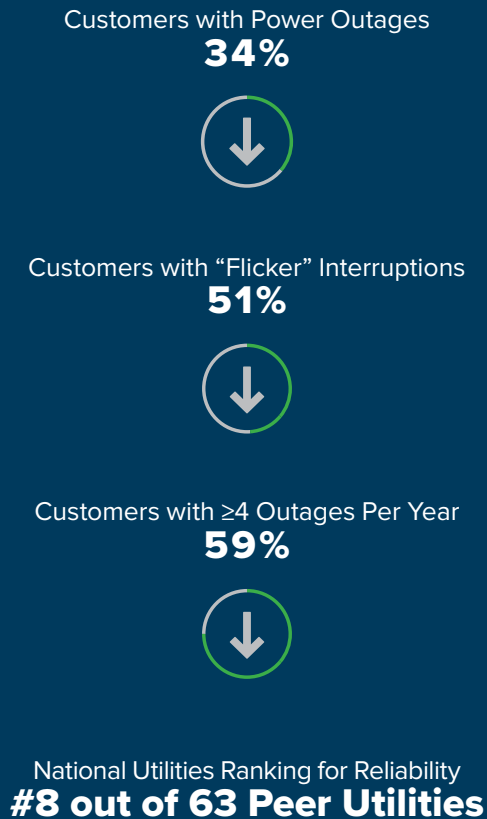 Customers with Power Outages
34%
Customers with “Flicker” Interruptions
51%
Customers with ≥4 Outages Per Year
59%
National Utilities Ranking for Reliability
#8 out of 63 Peer Utilities